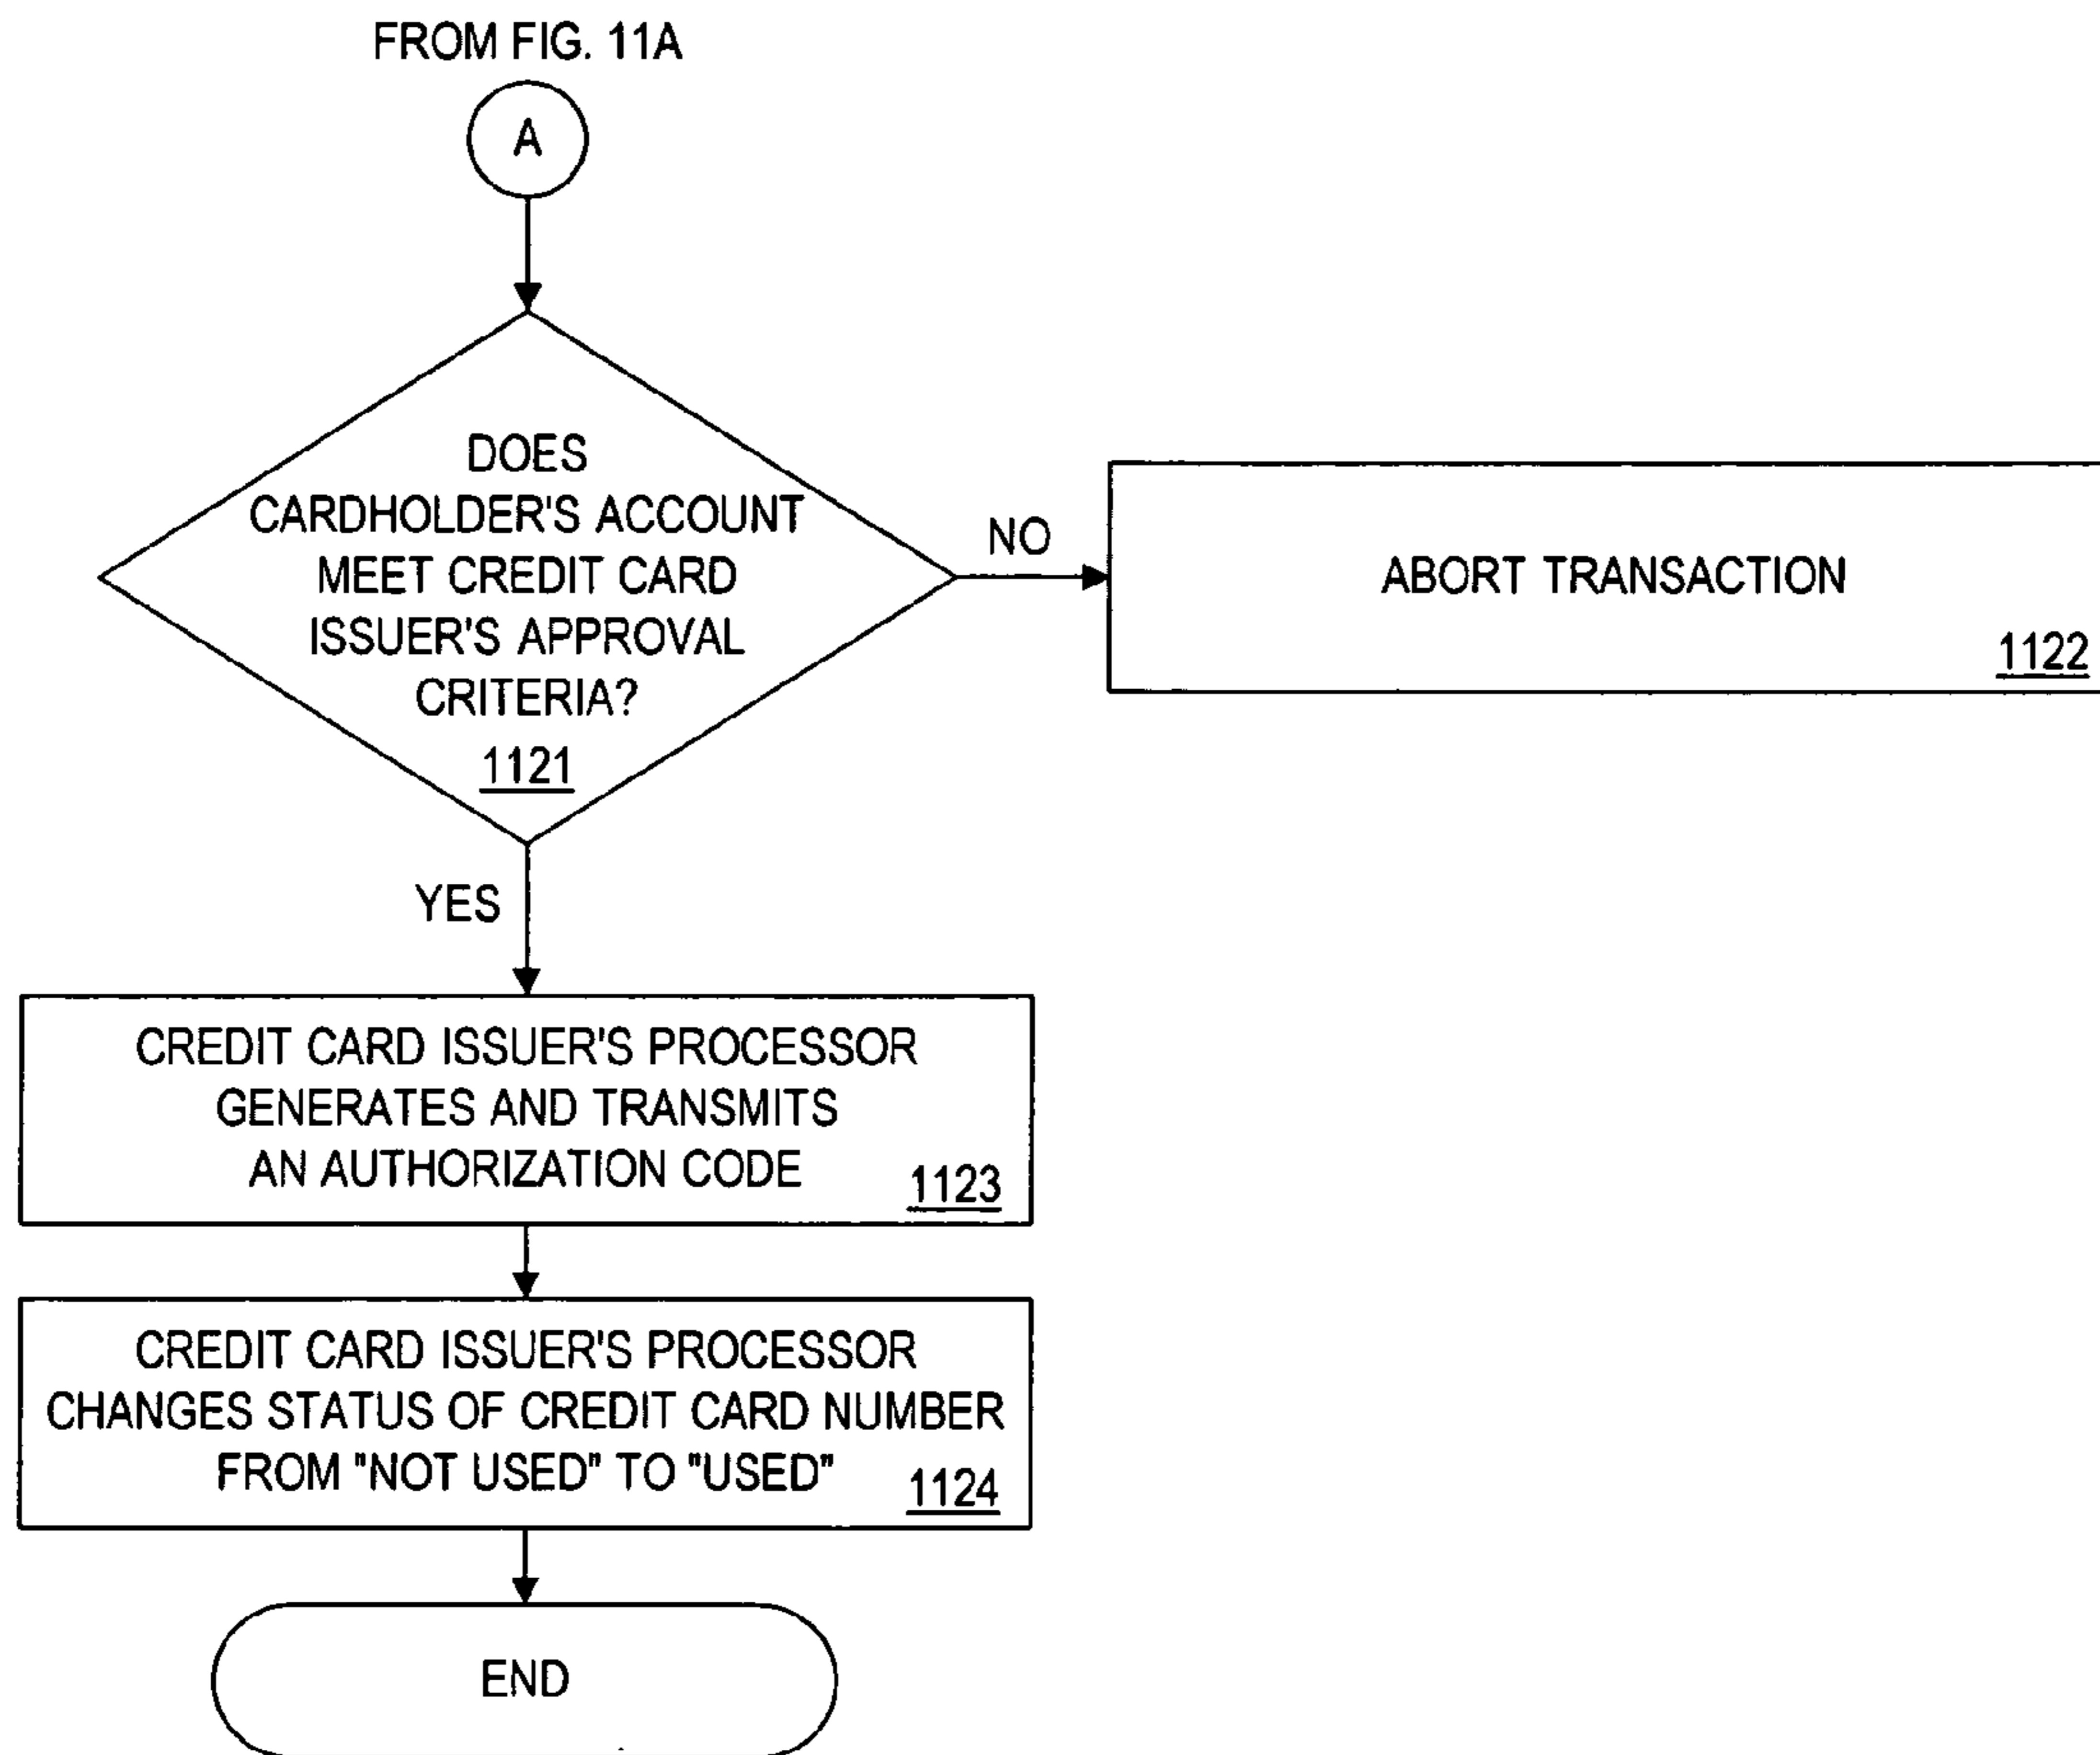 FROM FIG. 11A
A
DOES
CARDHOLDER'S ACCOUNT
MEET CREDIT CARD
ISSUER'S APPROVAL
CRITERIA?
1121
NO
ABORT TRANSACTION
1122
YES
CREDIT CARD ISSUER'S PROCESSOR
GENERATES AND TRANSMITS
AN AUTHORIZATION CODE
1123
CREDIT CARD ISSUER'S PROCESSOR
CHANGES STATUS OF CREDIT CARD NUMBER
FROM "NOT USED" TO "USED"
1124
END